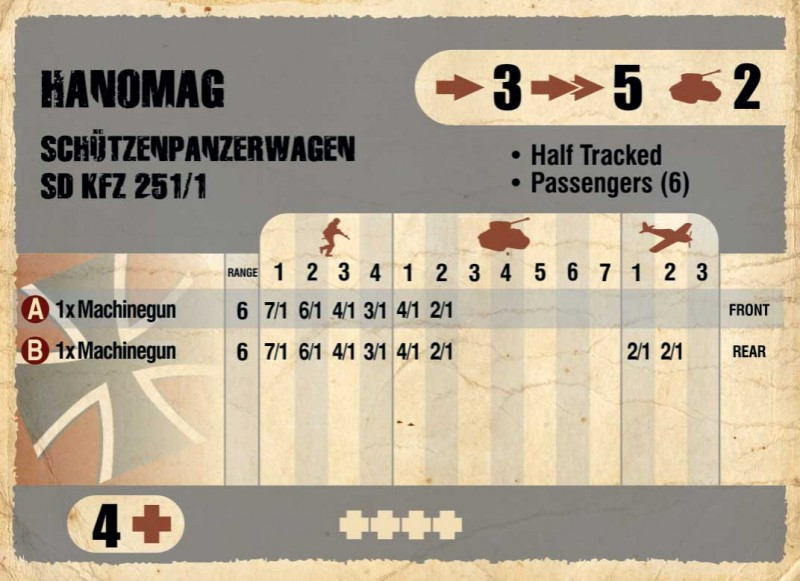 HANOMAG
3 5 2
SCHÜTZENPANZERWAGEN
SD KFZ 251/1
• Half Tracked
• Passengers (6)
RANGE 1 2 3 4 1 2 3 4 5 6 7 1 2 3
A 1x Machinegun 6 7/1 6/1 4/1 3/1 4/1 2/1 FRONT
B 1x Machinegun 6 7/1 6/1 4/1 3/1 4/1 2/1 2/1 2/1 REAR
4